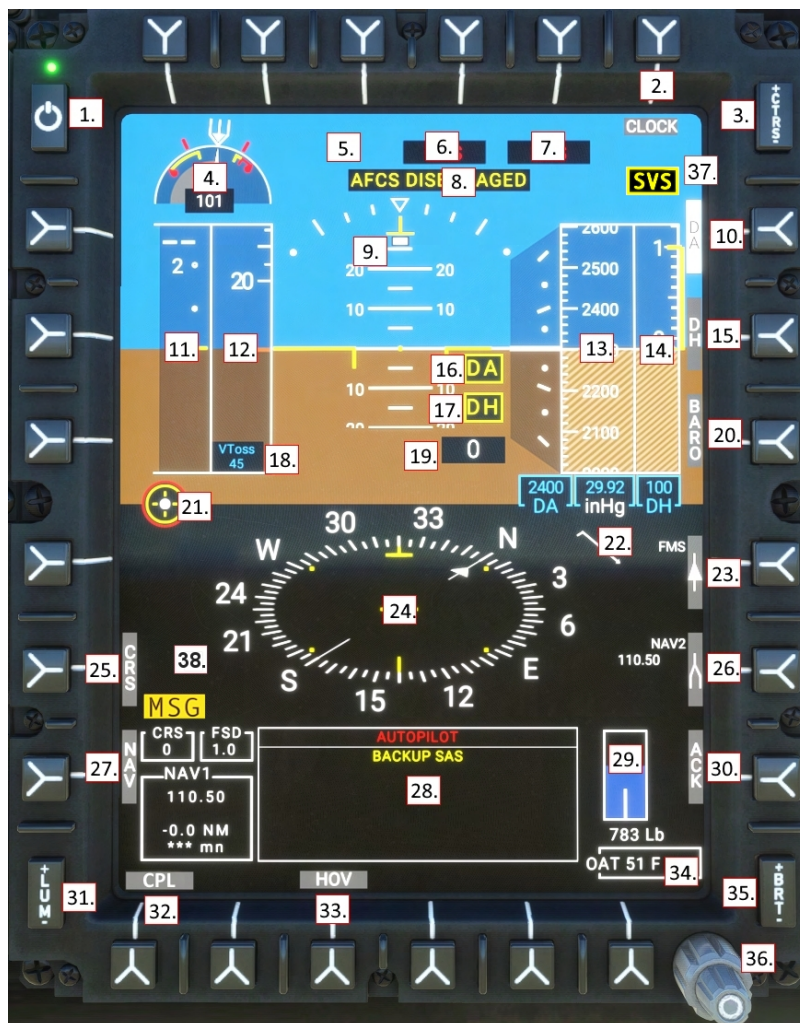 1.
2.
+CTRS-
3.
CLOCK
4.
101
5.
6.
7.
AFCS DISE
8.
AGED
SVS
37.
DA
10.
9.
2
20
20
20
10
10
2600
2500
2400
1
DH
15.
11.
12.
13.
14.
16.
DA
10
10
2200
17.
DH
2100
BARO
20.
VToss
45
18.
19.
0
21.
2400
DA
29.92
inHg
100
DH
30
33
N
22.
FMS
23.
W
3
24
24.
6
21
E
S
15
12
25.
CRS
38.
NAV2
110.50
26.
MSG
CRS
0
FSD
1.0
AUTOPILOT
BACKUP SAS
28.
29.
27.
NAV
NAV1
110.50
-0.0 NM
*** mn
ACK
30.
783 Lb
OAT 51 F
34.
+LUM-
31.
CPL
32.
HOV
33.
35.
+BRT-
36.